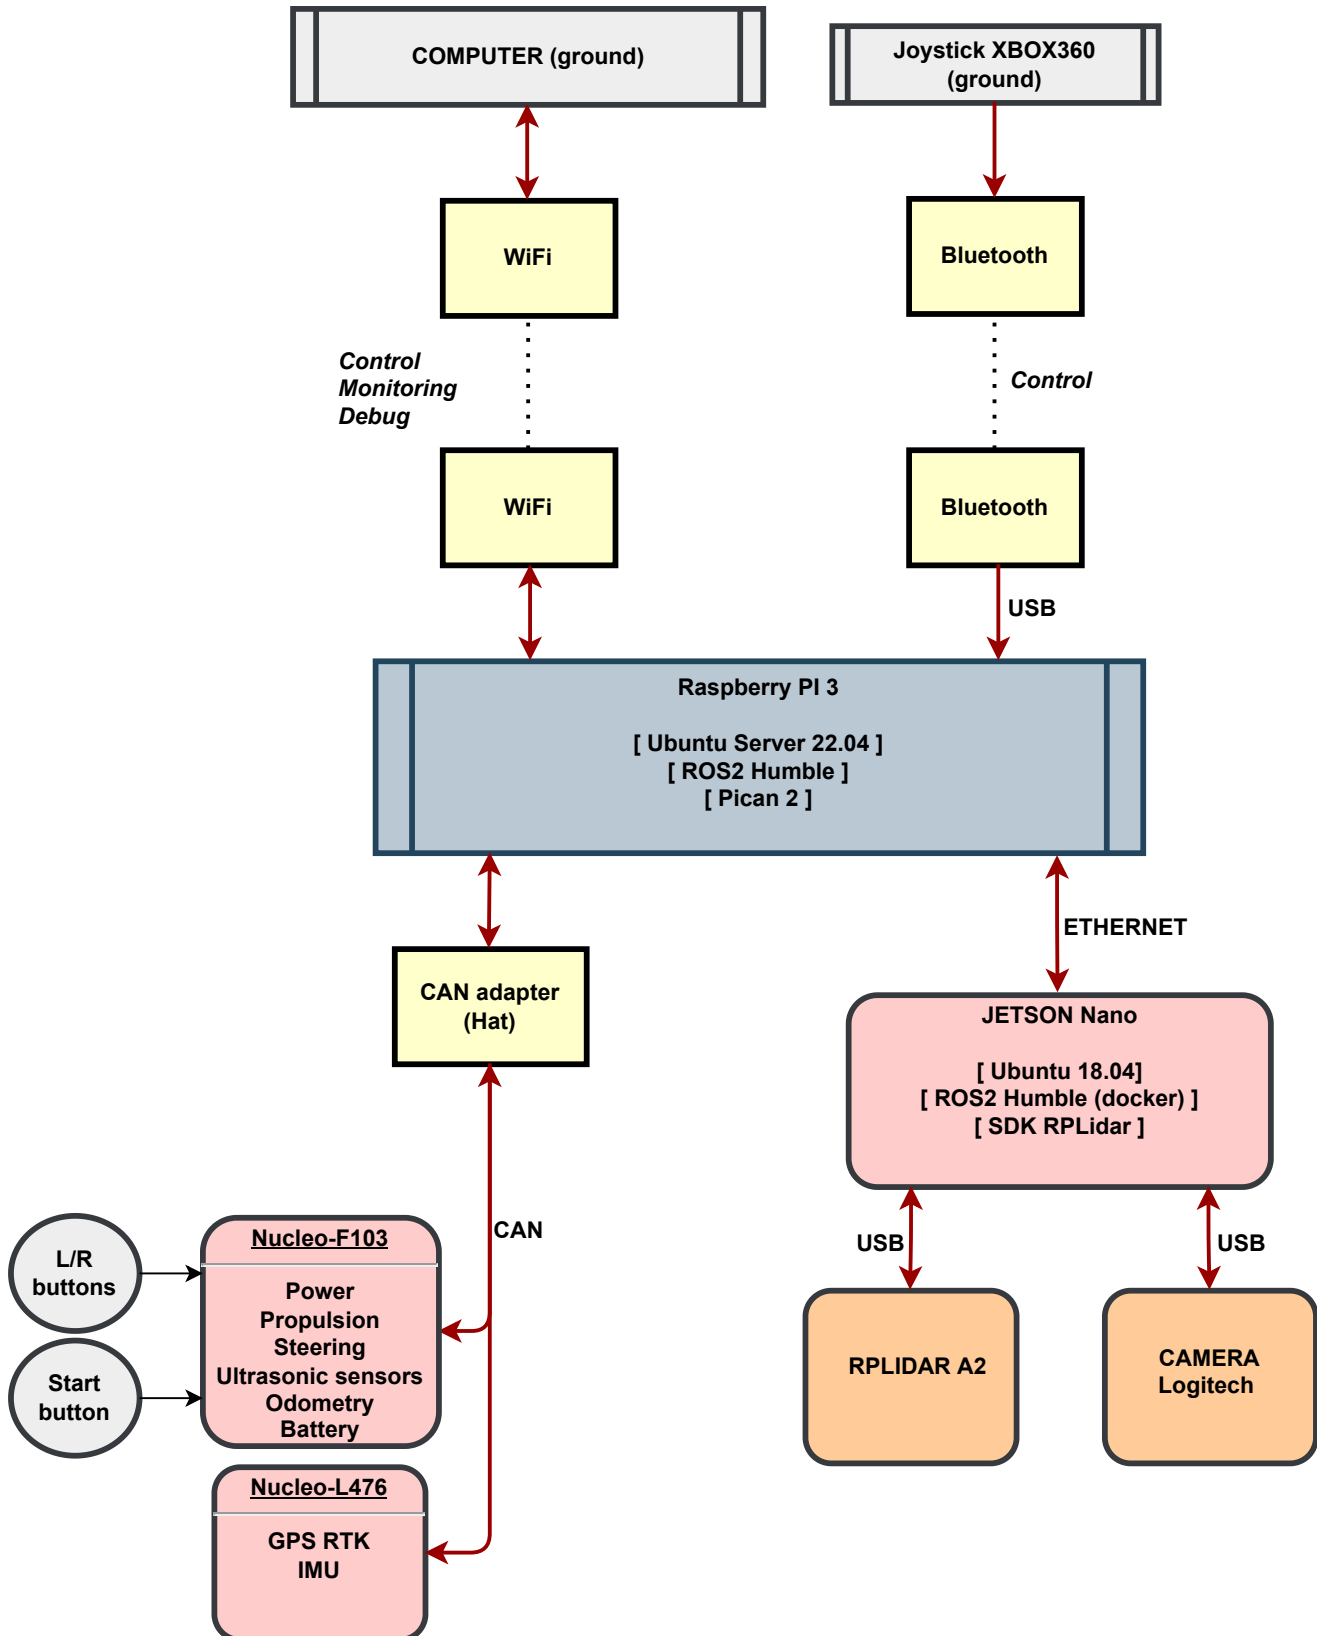 COMPUTER (ground)
Joystick XBOX360
(ground)
WiFi
Bluetooth
Control
Monitoring
Debug
Control
WiFi
Bluetooth
USB
Raspberry PI 3
[ Ubuntu Server 22.04 ]
[ ROS2 Humble ]
[ Pican 2 ]
ETHERNET
CAN adapter
(Hat)
JETSON Nano
[ Ubuntu 18.04]
[ ROS2 Humble (docker) ]
[ SDK RPLidar ]
CAN
USB
USB
L/R
buttons
Start
button
Nucleo-F103
Power
Propulsion
Steering
Ultrasonic sensors
Odometry
Battery
RPLIDAR A2
CAMERA
Logitech
Nucleo-L476
GPS RTK
IMU